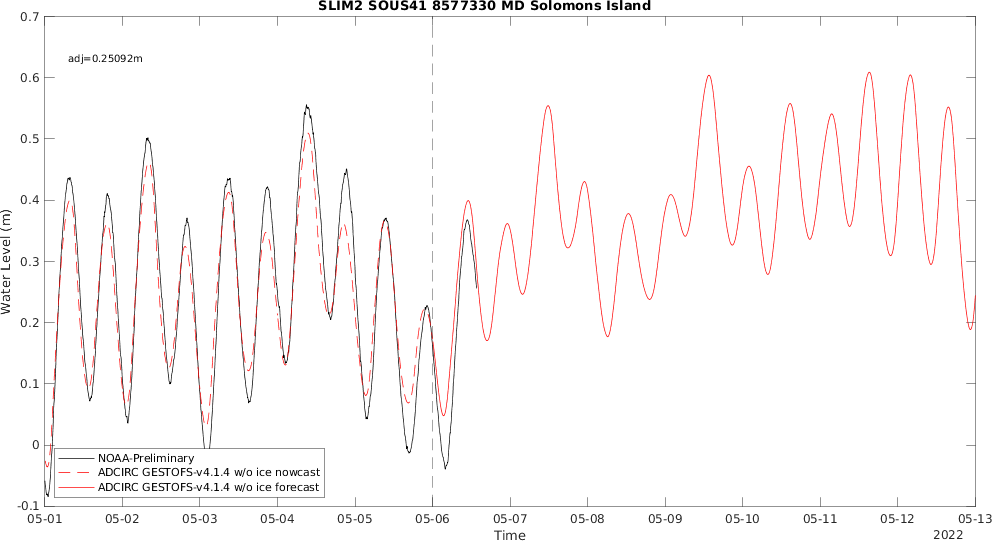 SLIM2 SOUS41 8577330 MD Solomons Island
0.7
adj=0.25092m
0.6
0.5
0.4
0.3
0.2
0.1
0
-0.1
Water Level (m)
NOAA-Preliminary
ADCIRC GESTOFS-v4.1.4 w/o ice nowcast
ADCIRC GESTOFS-v4.1.4 w/o ice forecast
05-01 05-02 05-03 05-04 05-05 05-06 05-07 05-08 05-09 05-10 05-11 05-12 05-13
Time
2022